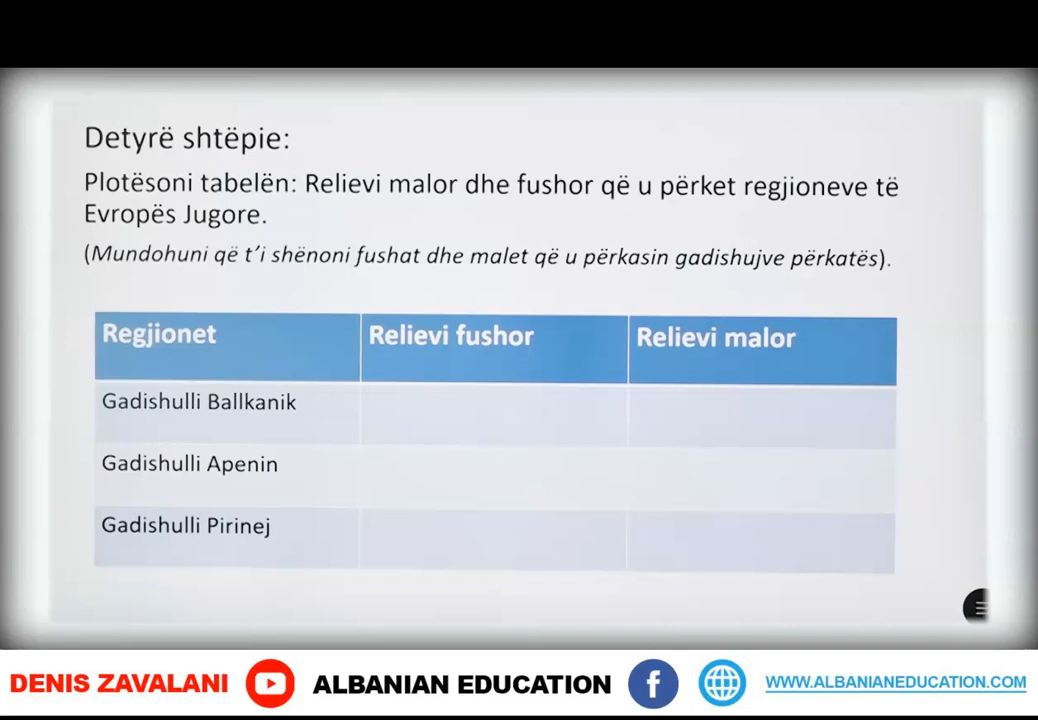 Detyrë shtëpie:
Plotësoni tabelën: Relievi malor dhe fushor që u përket regjioneve të
Evropës Jugore.
(Mundohuni që t’i shënoni fushat dhe malet që u përkasin gadishujve përkatës).
Regjionet Relievi fushor Relievi malor
Gadishulli Ballkanik
Gadishulli Apenin
Gadishulli Pirinej
DENIS ZAVALANI ALBANIAN EDUCATION WWW.ALBANIANEDUCATION.COM